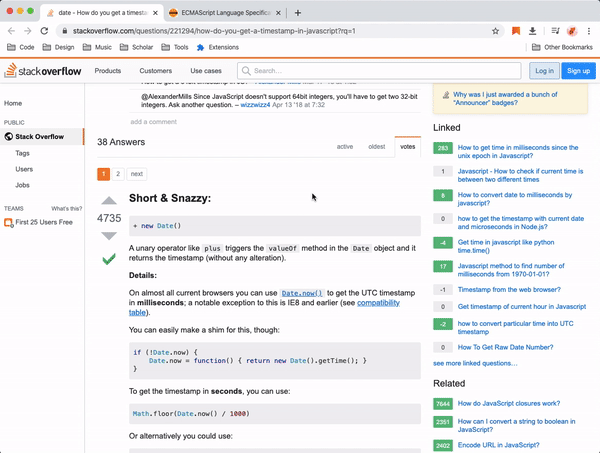 date - How do you get a timesta
ECMAScript Language Specific
stackoverflow.com/questions/221294/how-do-you-get-a-timestamp-in-javascript?rq=1
Code Design Music Scholar Tools Extensions Other Bookmarks
stackoverflow Products Customers Use cases Search… Log in Sign up
Home
PUBLIC
Stack Overflow
Tags
Users
Jobs
TEAMS What's this?
First 25 Users Free
@AlexanderMills Since JavaScript doesn't support 64bit integers, you'll have to get two 32-bit
integers. Ask another question. – wizzwizz4 Apr 13 '18 at 7:32
add a comment
38 Answers active oldest votes
1 2 next
4735
Short & Snazzy:
+ new Date()
A unary operator like plus triggers the valueOf method in the Date object and it
returns the timestamp (without any alteration).
Details:
On almost all current browsers you can use Date.now() to get the UTC timestamp
in milliseconds; a notable exception to this is IE8 and earlier (see compatibility
table).
You can easily make a shim for this, though:
if (!Date.now) {
Date.now = function() { return new Date().getTime(); }
}
To get the timestamp in seconds, you can use:
Math.floor(Date.now() / 1000)
Or alternatively you could use:
Why was I just awarded a bunch of
"Announcer" badges?
Linked
283 How to get time in milliseconds since the
unix epoch in Javascript?
1 Javascript - How to check if current time is
between two different times
9 How to convert date to milliseconds by
javascript?
0 how to get the timestamp with current date
and microseconds in Node.js?
-4 Get time in javascript like python
time.time()
17 Javascript method to find number of
milliseconds from 1970-01-01?
-1 Timestamp from the web browser?
0 Get timestamp of current hour in Javascript
-2 how to convert particular time into UTC
timestamp
0 How To Get Raw Date Number?
see more linked questions…
Related
7644 How do JavaScript closures work?
2351 How can I convert a string to boolean in
JavaScript?
2402 Encode URL in JavaScript?